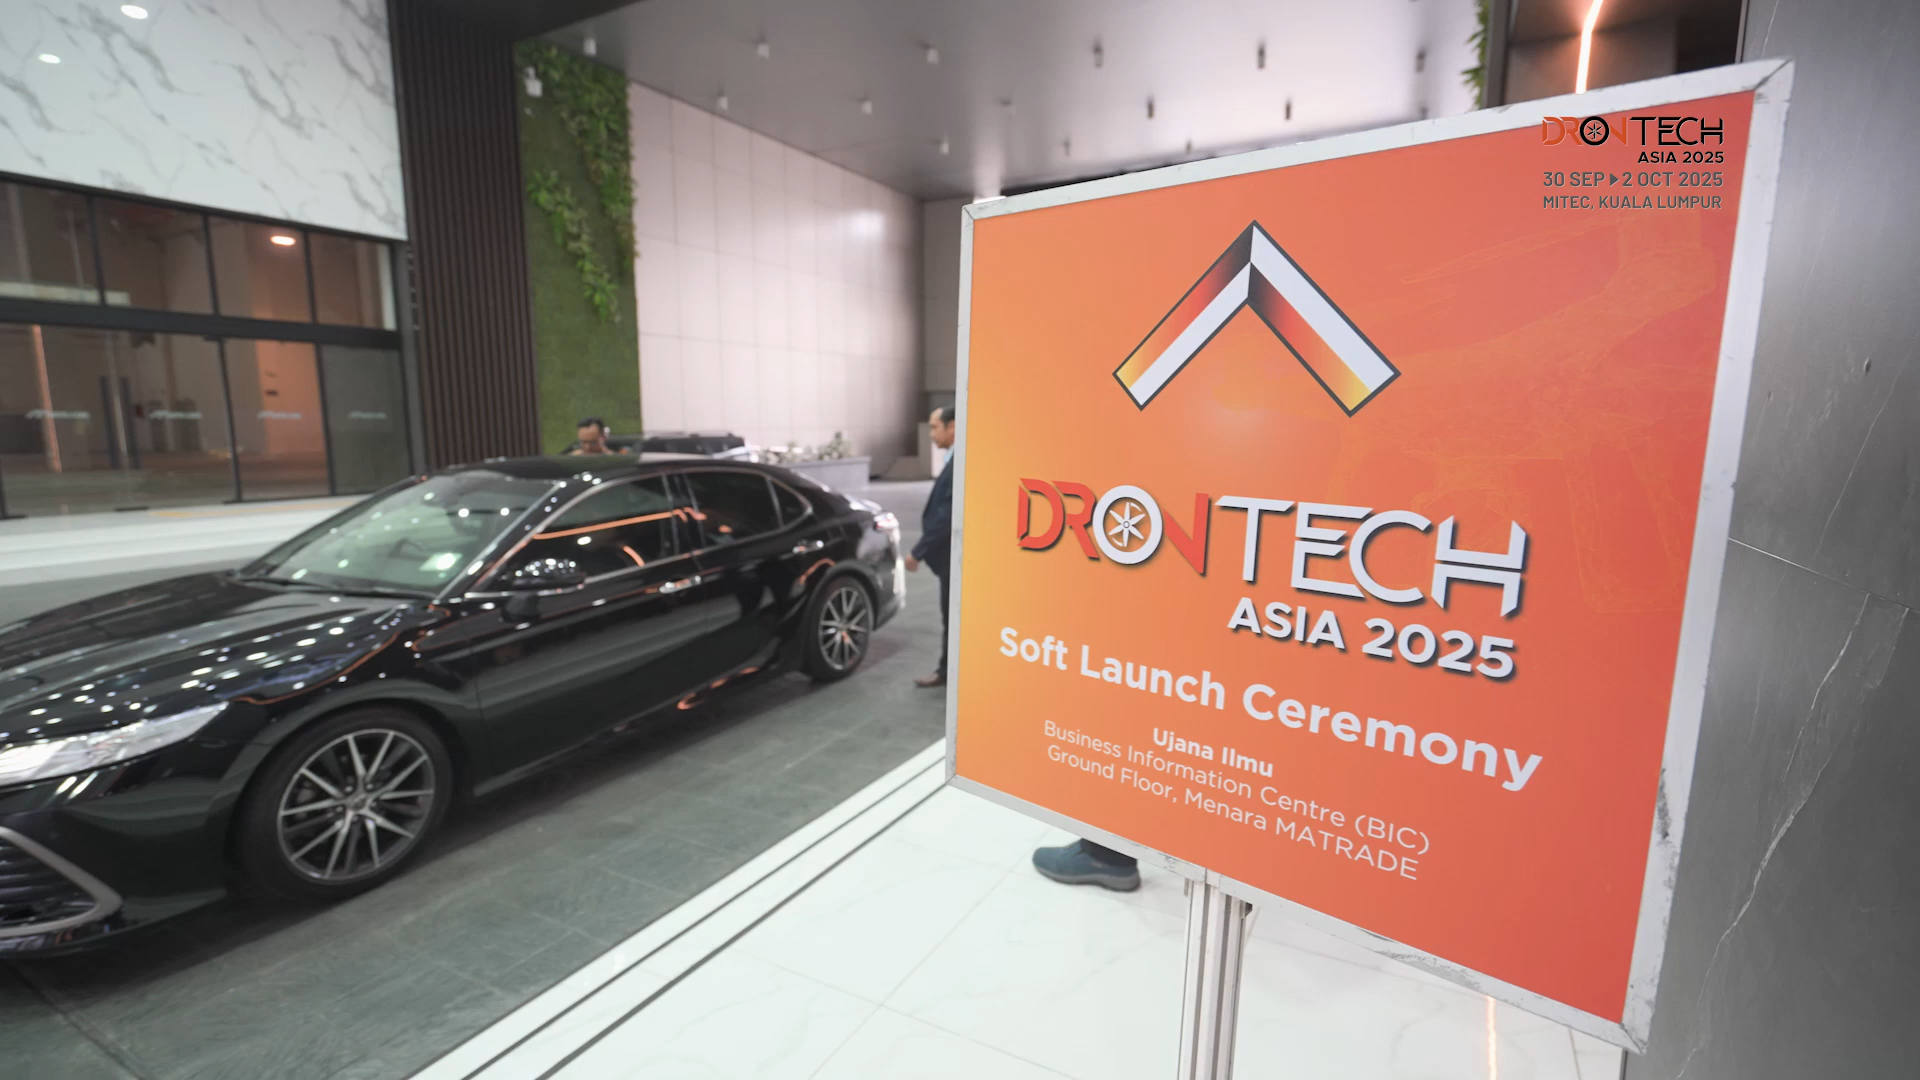 DRONTECH
ASIA 2025
30 SEP ▶ 2 OCT 2025
MITEC, KUALA LUMPUR
DRONTECH
ASIA 2025
Soft Launch Ceremony
Ujana Ilmu
Business Information Centre (BIC)
Ground Floor, Menara MATRADE